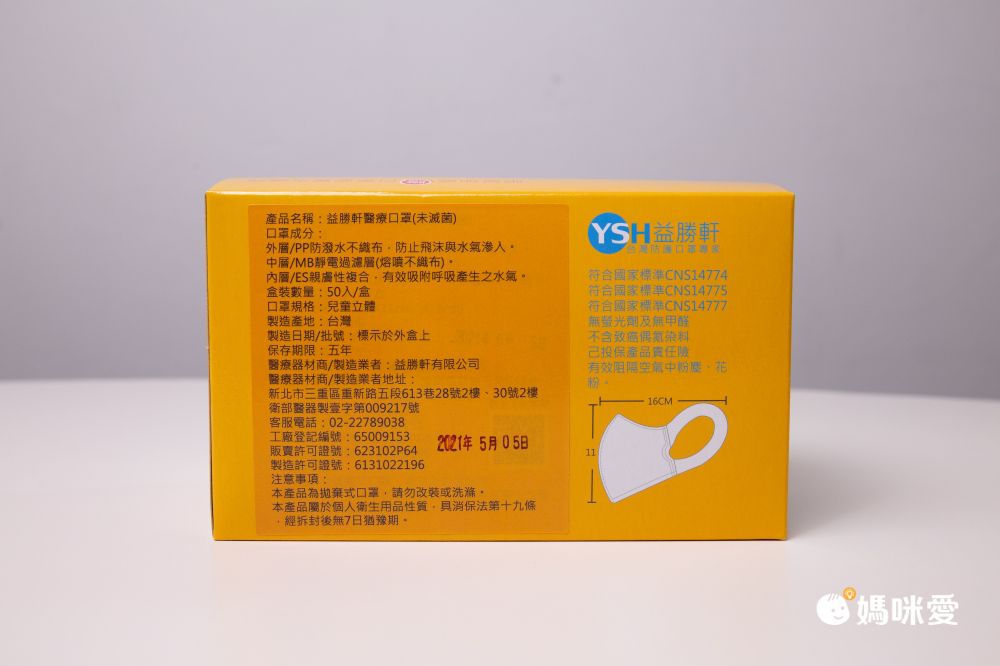 產品名稱：益勝軒醫療口罩(未滅菌)
口罩成分：
外層/PP防潑水不織布，防止飛沫與水氣滲入。
中層/MB靜電過濾層(熔噴不織布)。
內層/ES親膚性複合，有效吸附呼吸產生之水氣。
盒裝數量：50入/盒
口罩規格：兒童立體
製造產地：台灣
製造日期/批號：標示於外盒上
保存期限：五年
醫療器材商/製造業者：益勝軒有限公司
醫療器材商/製造業者地址：
新北市三重區重新路五段613巷28號2樓、30號2樓
衛部醫器製壹字第009217號
客服電話：02-22789038
工廠登記編號：65009153
販賣許可證號：623102P64
製造許可證號：6131022196
2021年 5月05日
注意事項：
本產品為拋棄式口罩，請勿改裝或洗滌。
本產品屬於個人衛生用品性質，具消保法第十九條
，經拆封後無7日猶豫期。
YSH益勝軒
台灣防護口罩專家
符合國家標準CNS14774
符合國家標準CNS14775
符合國家標準CNS14777
無螢光劑及無甲醛
不含致癌偶氮染料
己投保產品責任險
有效阻隔空氣中粉塵、花
粉。
16CM
11
媽咪愛